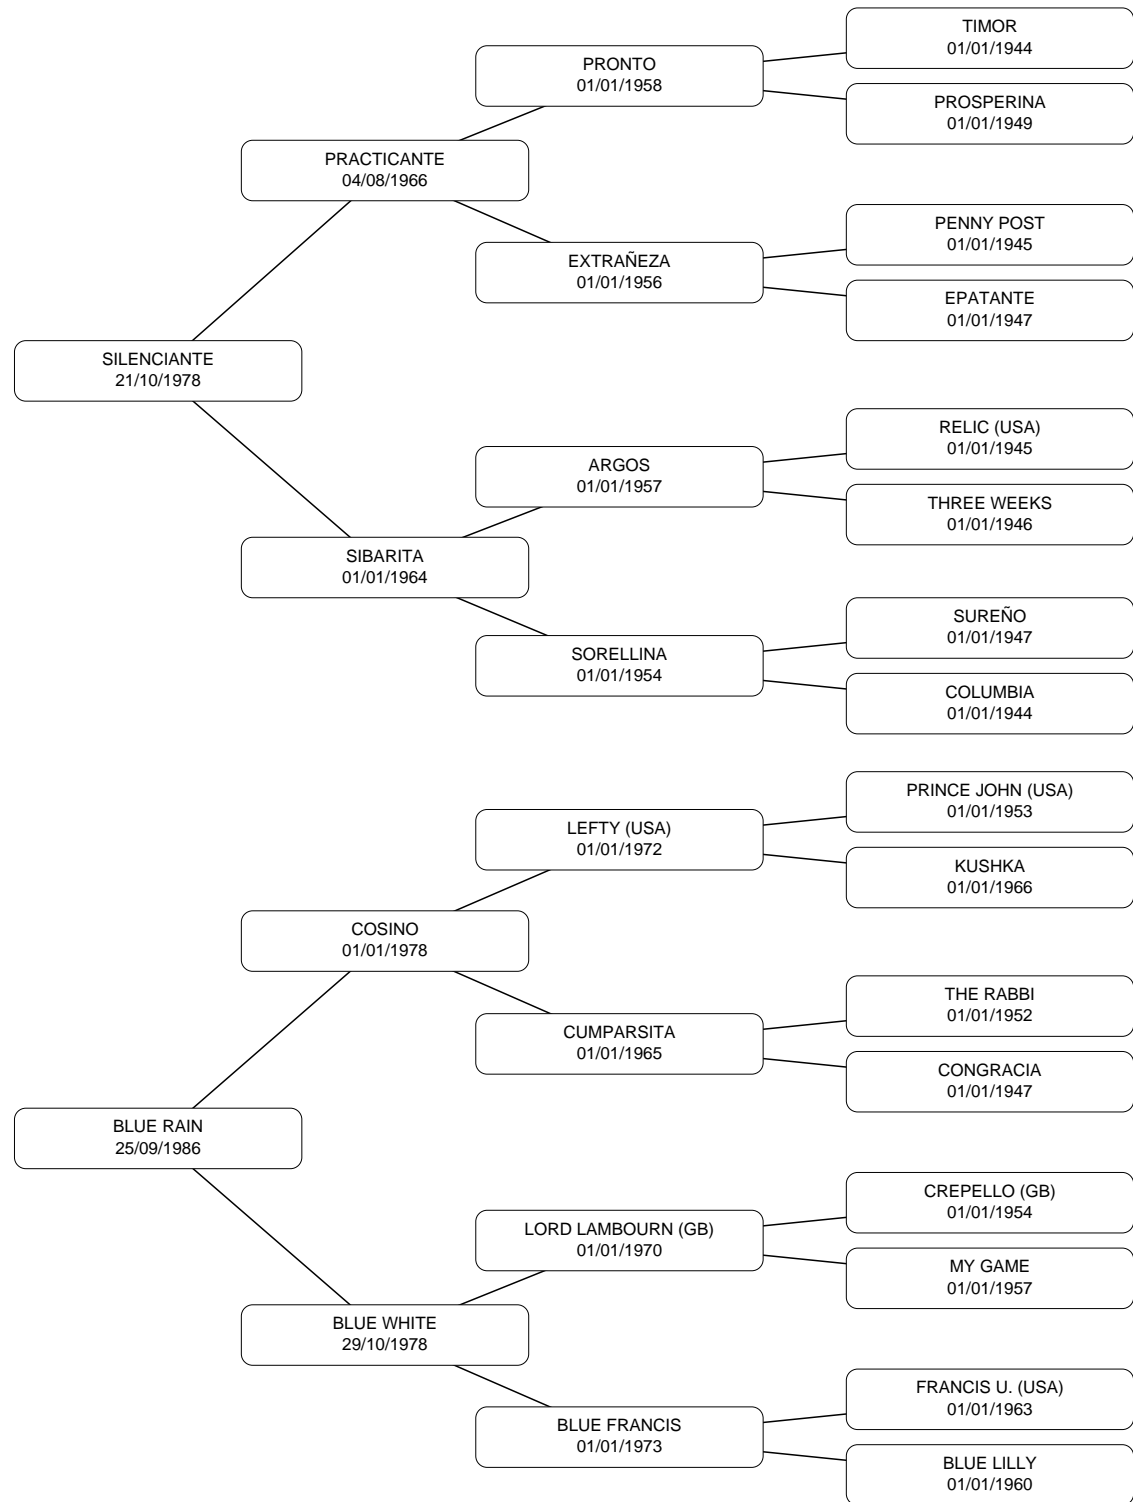 TIMOR
01/01/1944
PRONTO
01/01/1958
PROSPERINA
01/01/1949
PRACTICANTE
04/08/1966
PENNY POST
01/01/1945
EXTRAÑEZA
01/01/1956
EPATANTE
01/01/1947
SILENCIANTE
21/10/1978
RELIC (USA)
01/01/1945
ARGOS
01/01/1957
THREE WEEKS
01/01/1946
SIBARITA
01/01/1964
SUREÑO
01/01/1947
SORELLINA
01/01/1954
COLUMBIA
01/01/1944
PRINCE JOHN (USA)
01/01/1953
LEFTY (USA)
01/01/1972
KUSHKA
01/01/1966
COSINO
01/01/1978
THE RABBI
01/01/1952
CUMPARSITA
01/01/1965
CONGRACIA
01/01/1947
BLUE RAIN
25/09/1986
CREPELLO (GB)
01/01/1954
LORD LAMBOURN (GB)
01/01/1970
MY GAME
01/01/1957
BLUE WHITE
29/10/1978
FRANCIS U. (USA)
01/01/1963
BLUE FRANCIS
01/01/1973
BLUE LILLY
01/01/1960